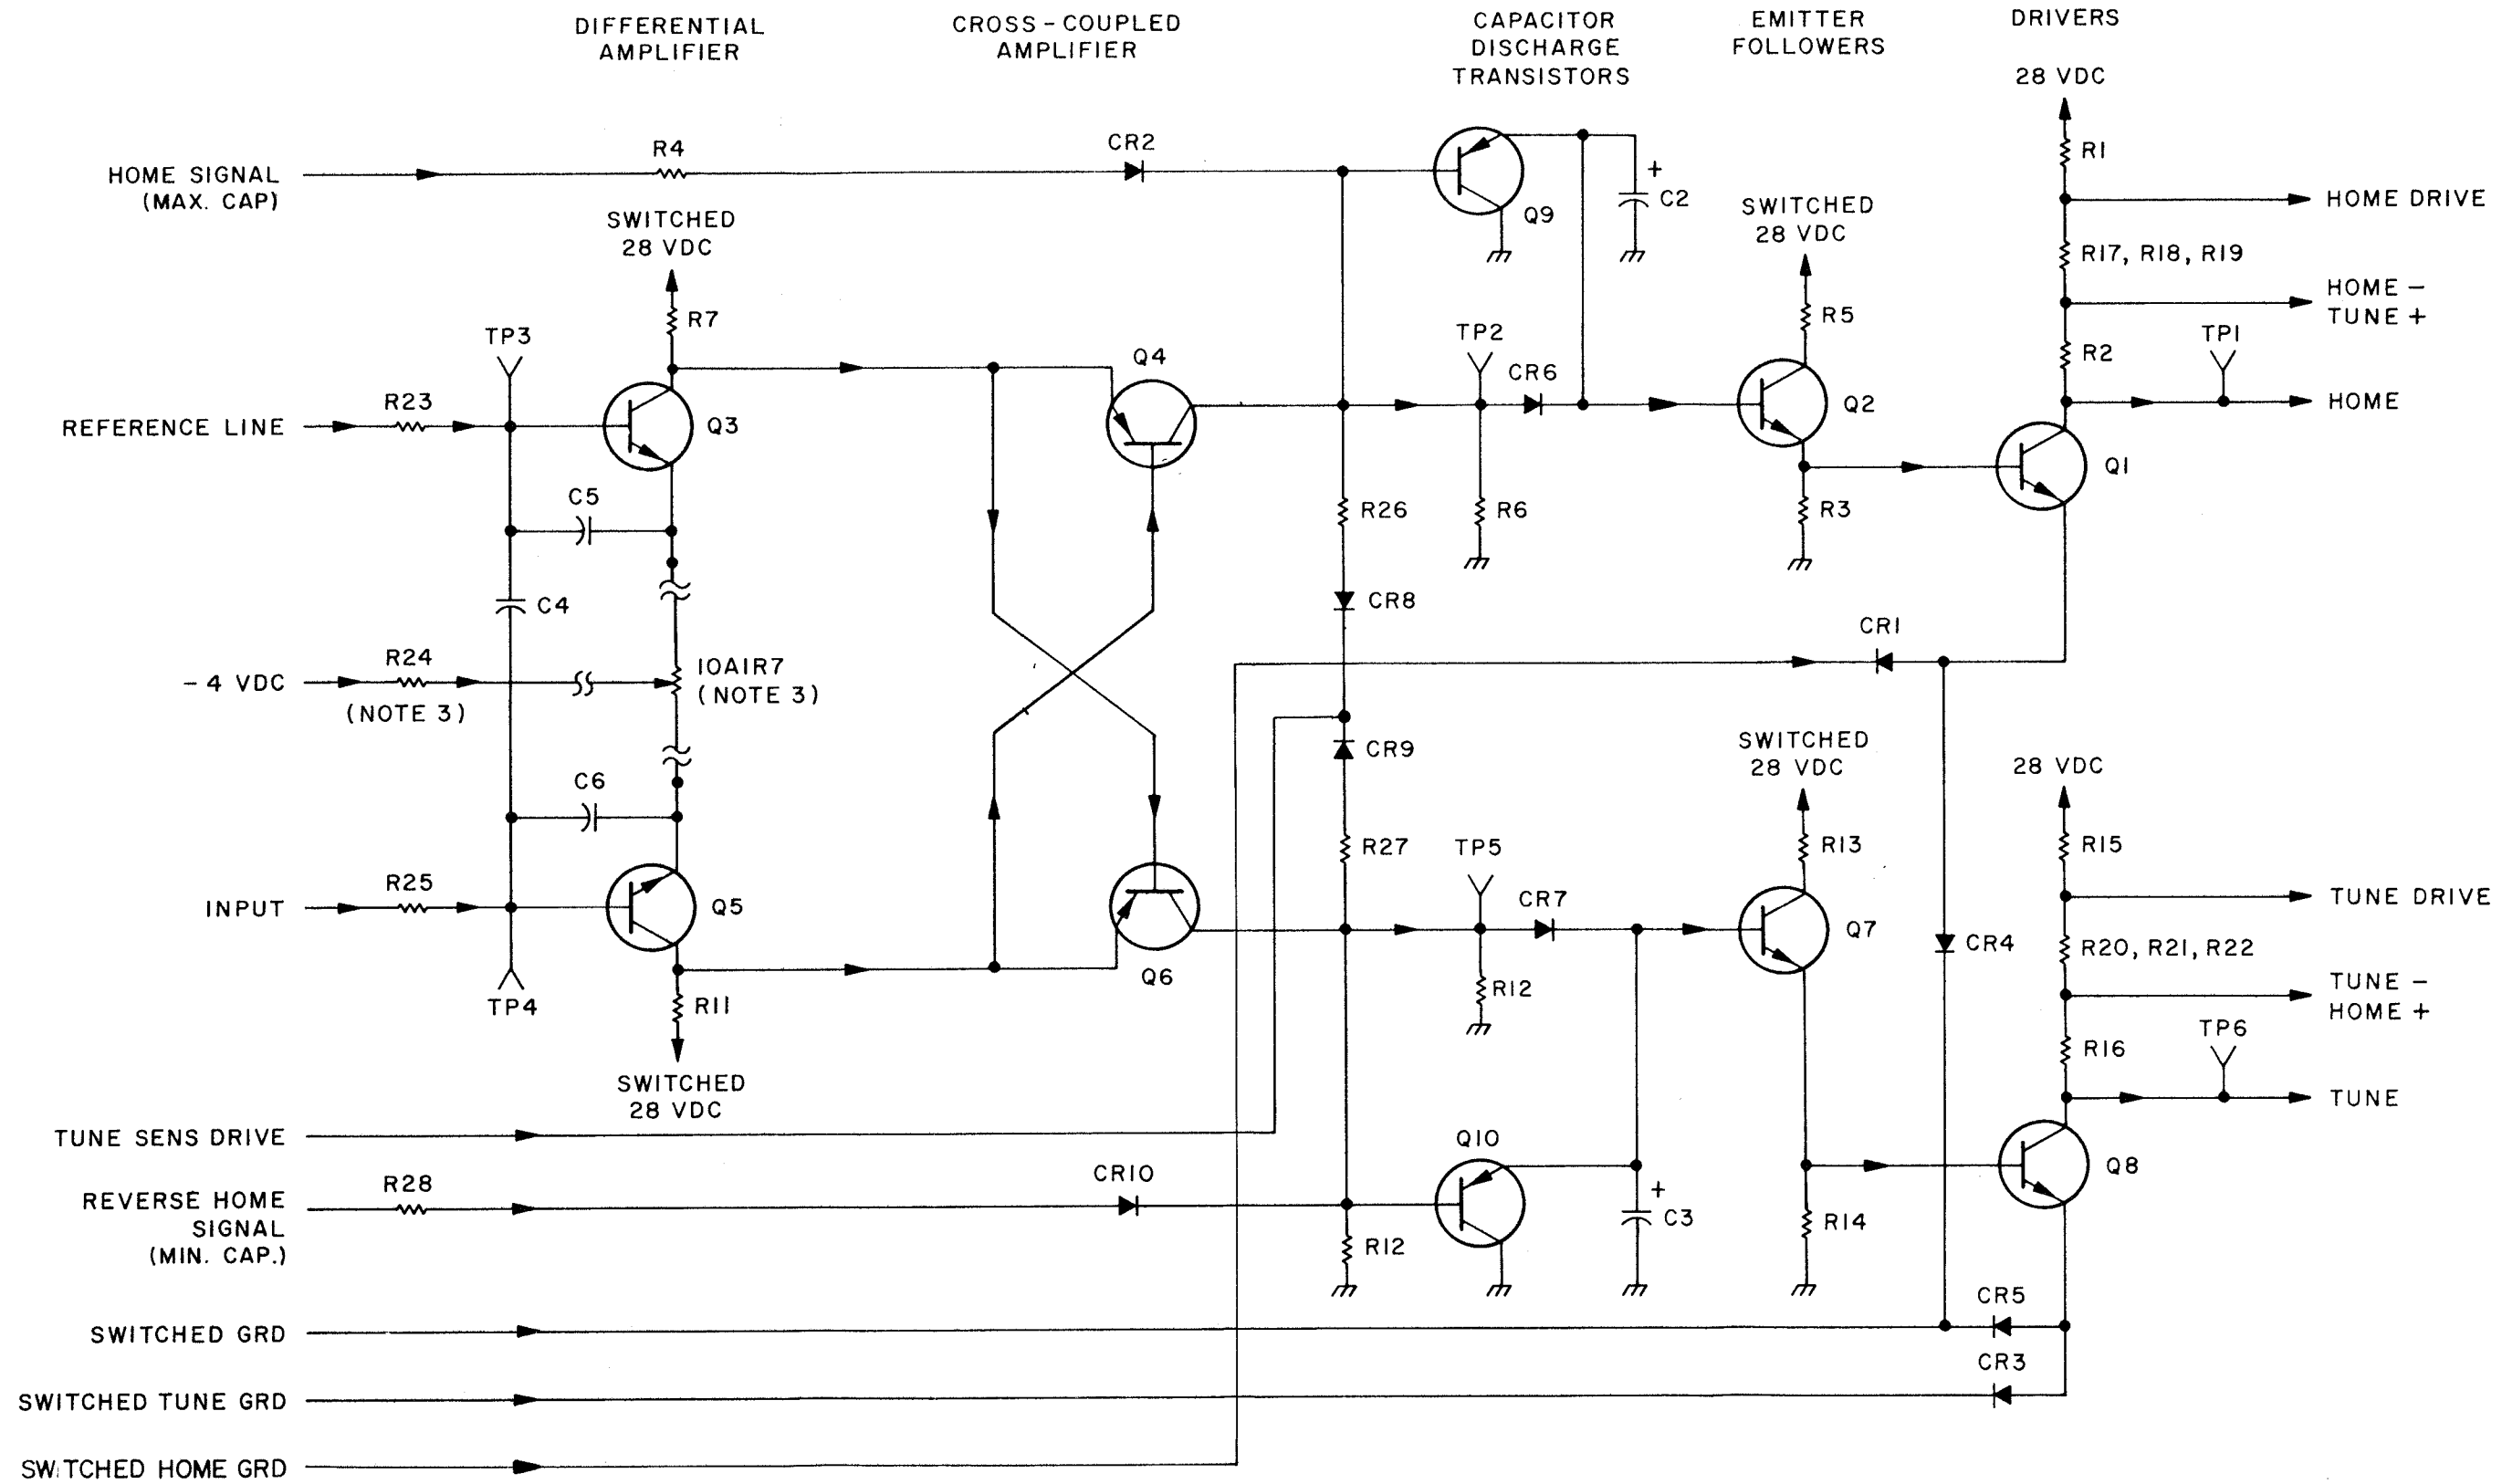 DIFFERENTIAL
AMPLIFIER
CROSS-COUPLED
AMPLIFIER
CAPACITOR
DISCHARGE
TRANSISTORS
EMITTER
FOLLOWERS
DRIVERS
28 VDC
R1
HOME SIGNAL
(MAX. CAP)
R4
CR2
Q9
+
C2
HOME DRIVE
SWITCHED
28 VDC
SWITCHED
28 VDC
R17, R18, R19
HOME -
TUNE +
TP3
R7
Q4
TP2
CR6
R5
R2
TP1
REFERENCE LINE
R23
Q3
Q2
HOME
Q1
C5
R26
R6
R3
C4
CR8
CR1
-4 VDC
R24
(NOTE 3)
10A1R7
(NOTE 3)
CR9
SWITCHED
28 VDC
28 VDC
C6
R27
TP5
CR7
R13
R15
INPUT
R25
Q5
Q6
Q7
TUNE DRIVE
CR4
R20, R21, R22
TP4
R11
R12
TUNE -
HOME +
TP6
R16
SWITCHED
28 VDC
TUNE
TUNE SENS DRIVE
Q10
Q8
REVERSE HOME
SIGNAL
(MIN. CAP.)
R28
CR10
R12
+
C3
R14
SWITCHED GRD
CR5
SWITCHED TUNE GRD
CR3
SWITCHED HOME GRD